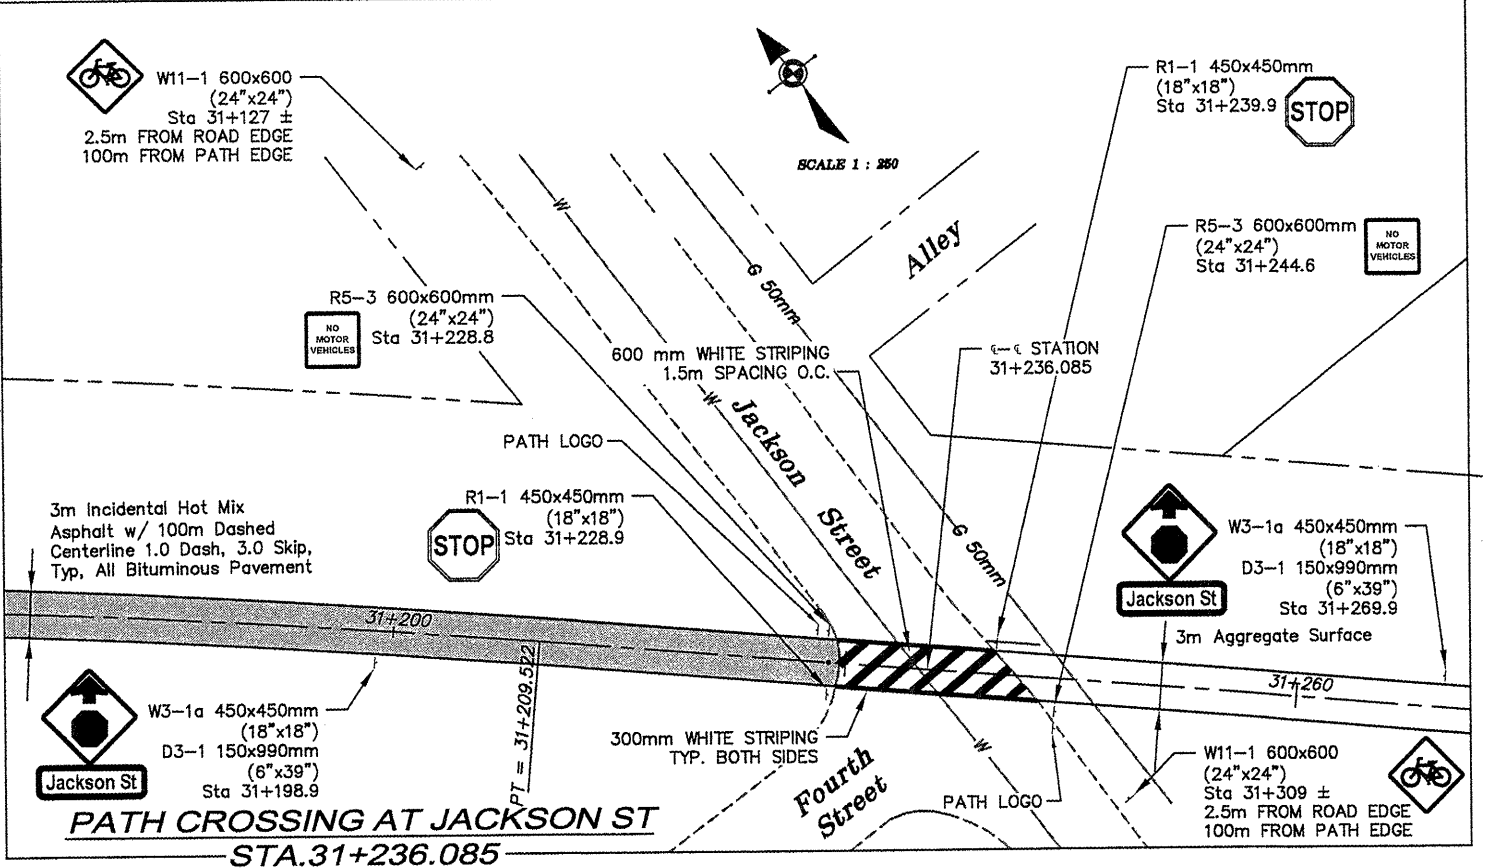 W11-1 600x600
(24"x24")
Sta 31+127 ±
2.5m FROM ROAD EDGE
100m FROM PATH EDGE
SCALE 1 : 250
R1-1 450x450mm
(18"x18")
Sta 31+239.9
STOP
R5-3 600x600mm
(24"x24")
Sta 31+244.6
NO
MOTOR
VEHICLES
Alley
W
G 50mm
R5-3 600x600mm
(24"x24")
Sta 31+228.8
NO
MOTOR
VEHICLES
600 mm WHITE STRIPING
1.5m SPACING O.C.
℄-℄ STATION
31+236.085
W
Jackson
Street
PATH LOGO
R1-1 450x450mm
(18"x18")
Sta 31+228.9
STOP
3m Incidental Hot Mix
Asphalt w/ 100m Dashed
Centerline 1.0 Dash, 3.0 Skip,
Typ, All Bituminous Pavement
G 50mm
W3-1a 450x450mm
(18"x18")
D3-1 150x990mm
(6"x39")
Sta 31+269.9
Jackson St
3m Aggregate Surface
31+200
31+260
PT = 31+209.522
W3-1a 450x450mm
(18"x18")
D3-1 150x990mm
(6"x39")
Sta 31+198.9
Jackson St
300mm WHITE STRIPING
TYP. BOTH SIDES
W
Fourth
Street
PATH LOGO
W11-1 600x600
(24"x24")
Sta 31+309 ±
2.5m FROM ROAD EDGE
100m FROM PATH EDGE
PATH CROSSING AT JACKSON ST
STA.31+236.085